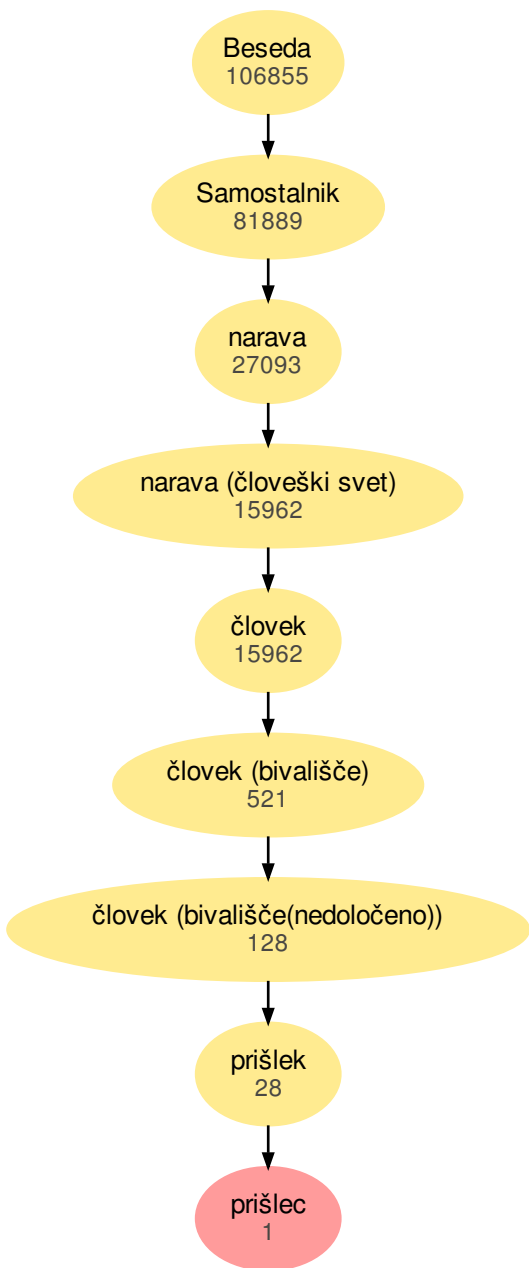 Beseda
106855
Samostalnik
81889
narava
27093
narava (človeški svet)
15962
človek
15962
človek (bivališče)
521
človek (bivališče(nedoločeno))
128
prišlek
28
prišlec
1